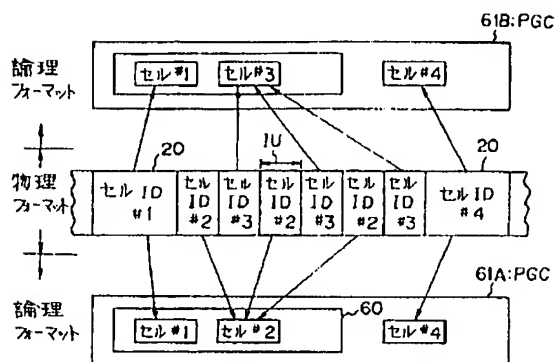 61B:PGC
論理
フォーマット
セル#1
セル#3
セル#4
20
1U
20
物理
フォーマット
セル ID
#1
セル
ID
#2
セル
ID
#3
セル
ID
#2
セル
ID
#3
セル
ID
#2
セル
ID
#3
セル ID
#4
61A:PGC
論理
フォーマット
セル#1
セル#2
60
セル#4